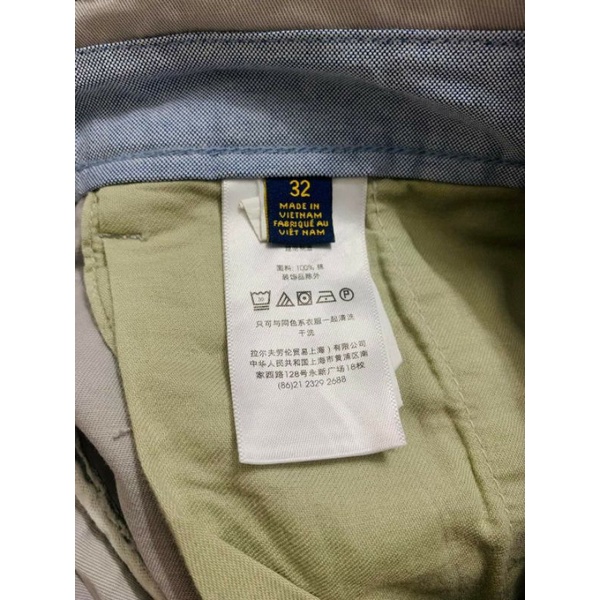 32
MADE IN
VIETNAM
FABRIQUÉ AU
VIÊT NAM
面料: 100% 棉
装饰品除外
30
P
只可与同色系衣服一起清洗
干洗
拉尔夫劳伦贸易(上海)有限公司
中华人民共和国上海市黄浦区南
京西路128号永新广场18楼
(86)21 2329 2688